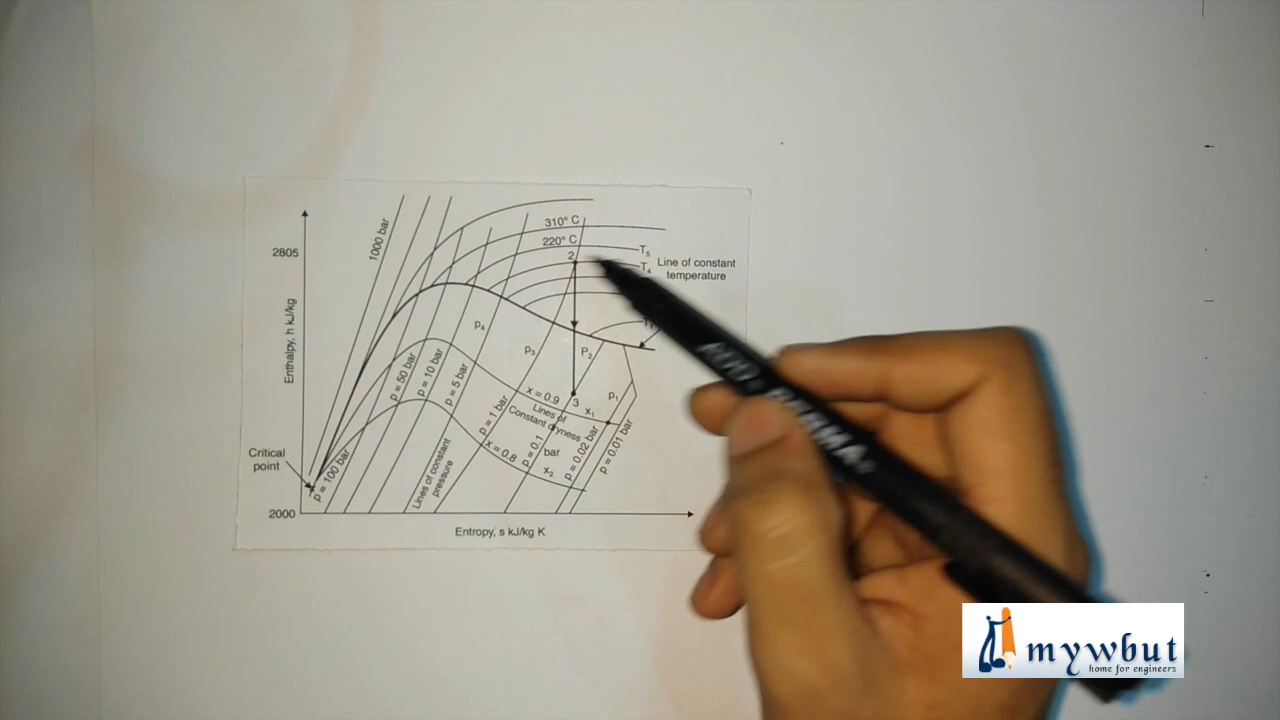 1000 bar
310° C
220° C
2
T5
T4
Line of constant
temperature
2805
Enthalpy, h kJ/kg
p4
p3
P2
p1
p = 50 bar
p = 10 bar
p = 5 bar
p = 1 bar
x = 0.9
3
x1
Lines of
Constant dryness
p = 0.1
bar
p = 0.02 bar
p = 0.01 bar
x = 0.8
x2
Lines of constant
pressure
Critical
point
p = 100 bar
2000
Entropy, s kJ/kg K
mywbut
home for engineers